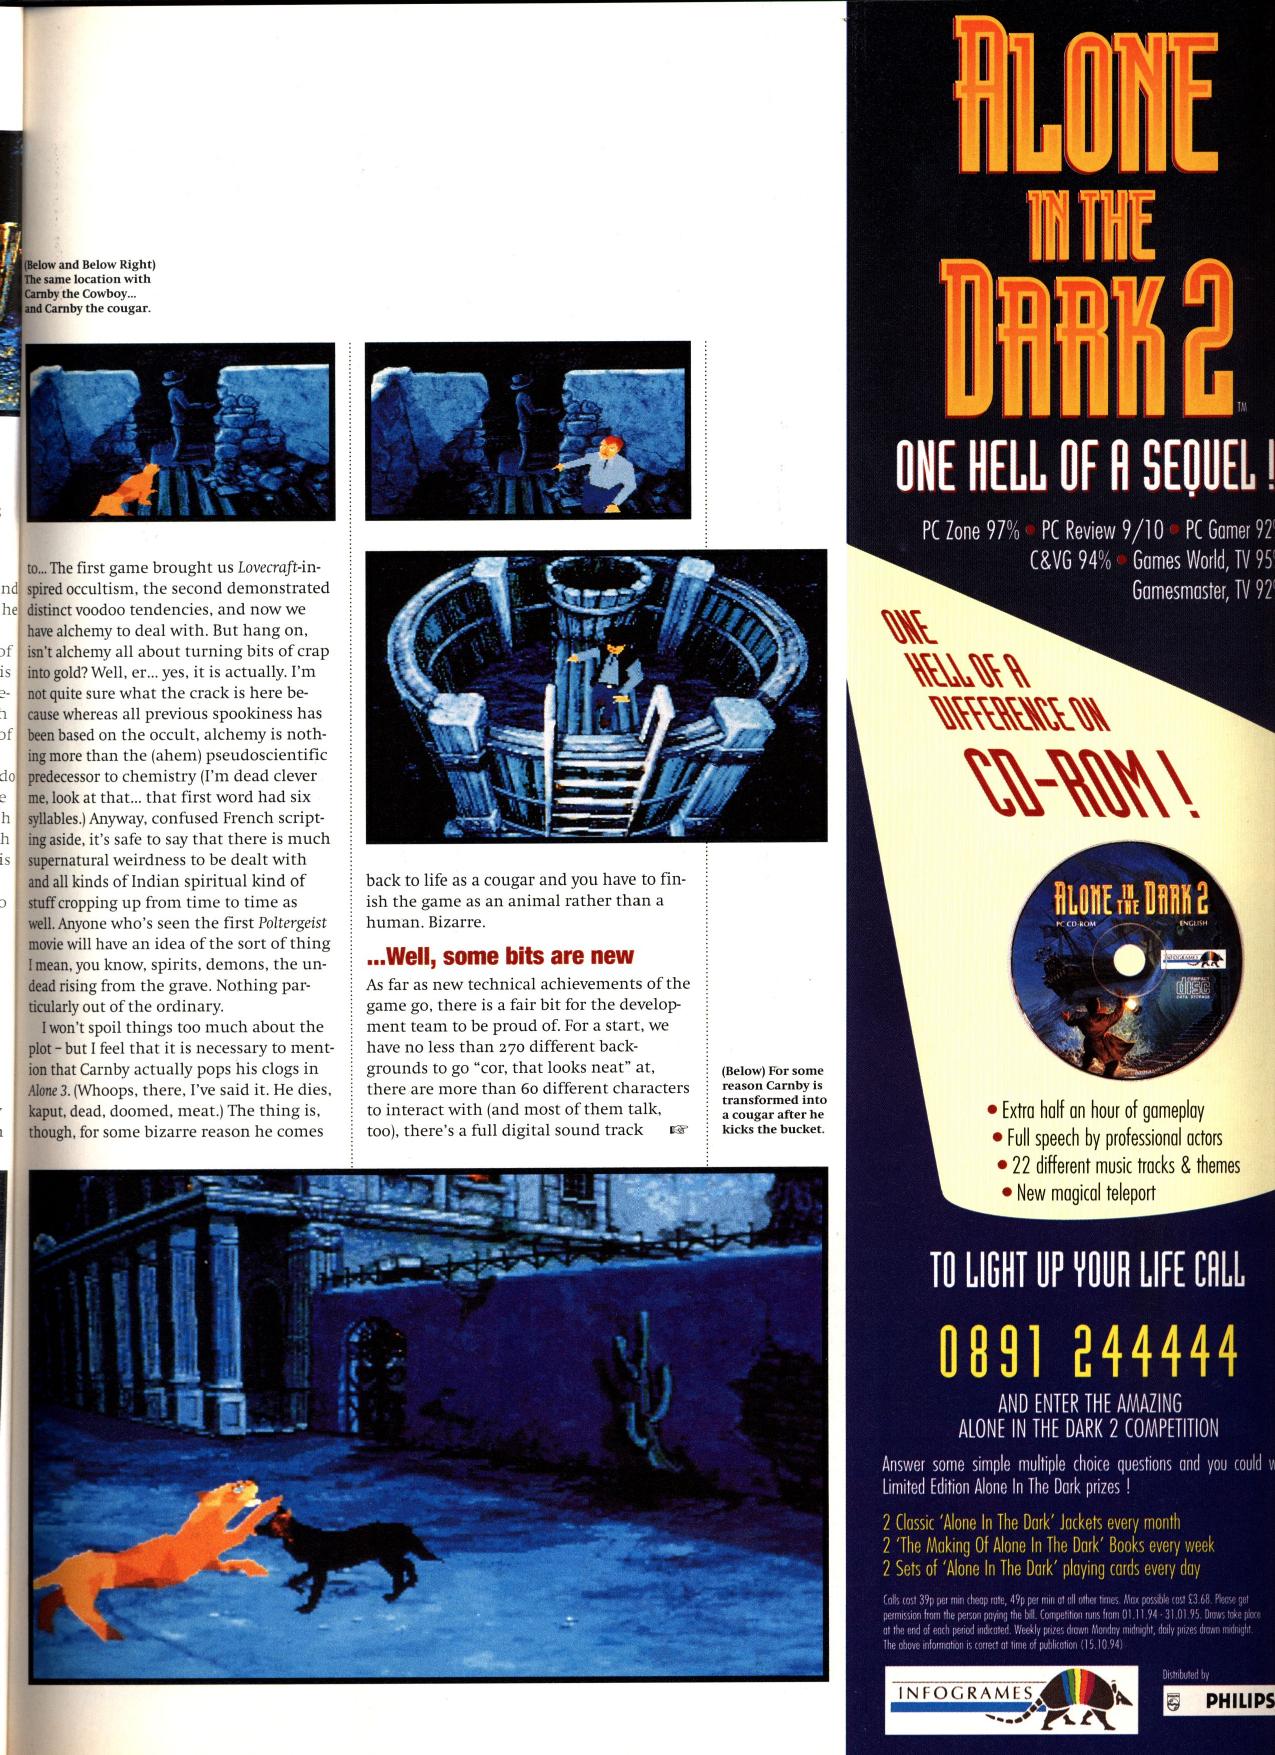 (Below and Below Right)
The same location with
Carnby the Cowboy...
and Carnby the cougar.
to... The first game brought us Lovecraft-in-
spired occultism, the second demonstrated
distinct voodoo tendencies, and now we
have alchemy to deal with. But hang on,
isn't alchemy all about turning bits of crap
into gold? Well, er... yes, it is actually. I'm
not quite sure what the crack is here be-
cause whereas all previous spookiness has
been based on the occult, alchemy is noth-
ing more than the (ahem) pseudoscientific
predecessor to chemistry (I'm dead clever
me, look at that... that first word had six
syllables.) Anyway, confused French script-
ing aside, it's safe to say that there is much
supernatural weirdness to be dealt with
and all kinds of Indian spiritual kind of
stuff cropping up from time to time as
well. Anyone who's seen the first Poltergeist
movie will have an idea of the sort of thing
I mean, you know, spirits, demons, the un-
dead rising from the grave. Nothing par-
ticularly out of the ordinary.
I won't spoil things too much about the
plot – but I feel that it is necessary to ment-
ion that Carnby actually pops his clogs in
Alone 3. (Whoops, there, I've said it. He dies,
kaput, dead, doomed, meat.) The thing is,
though, for some bizarre reason he comes
back to life as a cougar and you have to fin-
ish the game as an animal rather than a
human. Bizarre.
...Well, some bits are new
As far as new technical achievements of the
game go, there is a fair bit for the develop-
ment team to be proud of. For a start, we
have no less than 270 different back-
grounds to go "cor, that looks neat" at,
there are more than 60 different characters
to interact with (and most of them talk,
too), there's a full digital sound track
(Below) For some
reason Carnby is
transformed into
a cougar after he
kicks the bucket.
ALONE
IN THE
DARK 2
TM
ONE HELL OF A SEQUEL !
PC Zone 97% • PC Review 9/10 • PC Gamer 92%
C&VG 94% • Games World, TV 95%
Gamesmaster, TV 92%
ONE
HELL OF A
DIFFERENCE ON
CD-ROM !
ALONE IN THE DARK 2
PC CD-ROM ENGLISH
INFOGRAMES
COMPACT
disc
DATA STORAGE
• Extra half an hour of gameplay
• Full speech by professional actors
• 22 different music tracks & themes
• New magical teleport
TO LIGHT UP YOUR LIFE CALL
0891 244444
AND ENTER THE AMAZING
ALONE IN THE DARK 2 COMPETITION
Answer some simple multiple choice questions and you could w
Limited Edition Alone In The Dark prizes !
2 Classic 'Alone In The Dark' Jackets every month
2 'The Making Of Alone In The Dark' Books every week
2 Sets of 'Alone In The Dark' playing cards every day
Calls cost 39p per min cheap rate, 49p per min at all other times. Max possible cost £3.68. Please get
permission from the person paying the bill. Competition runs from 01.11.94 - 31.01.95. Draws take place
at the end of each period indicated. Weekly prizes drawn Monday midnight, daily prizes drawn midnight.
The above information is correct at time of publication (15.10.94)
INFOGRAMES
Distributed by
PHILIPS